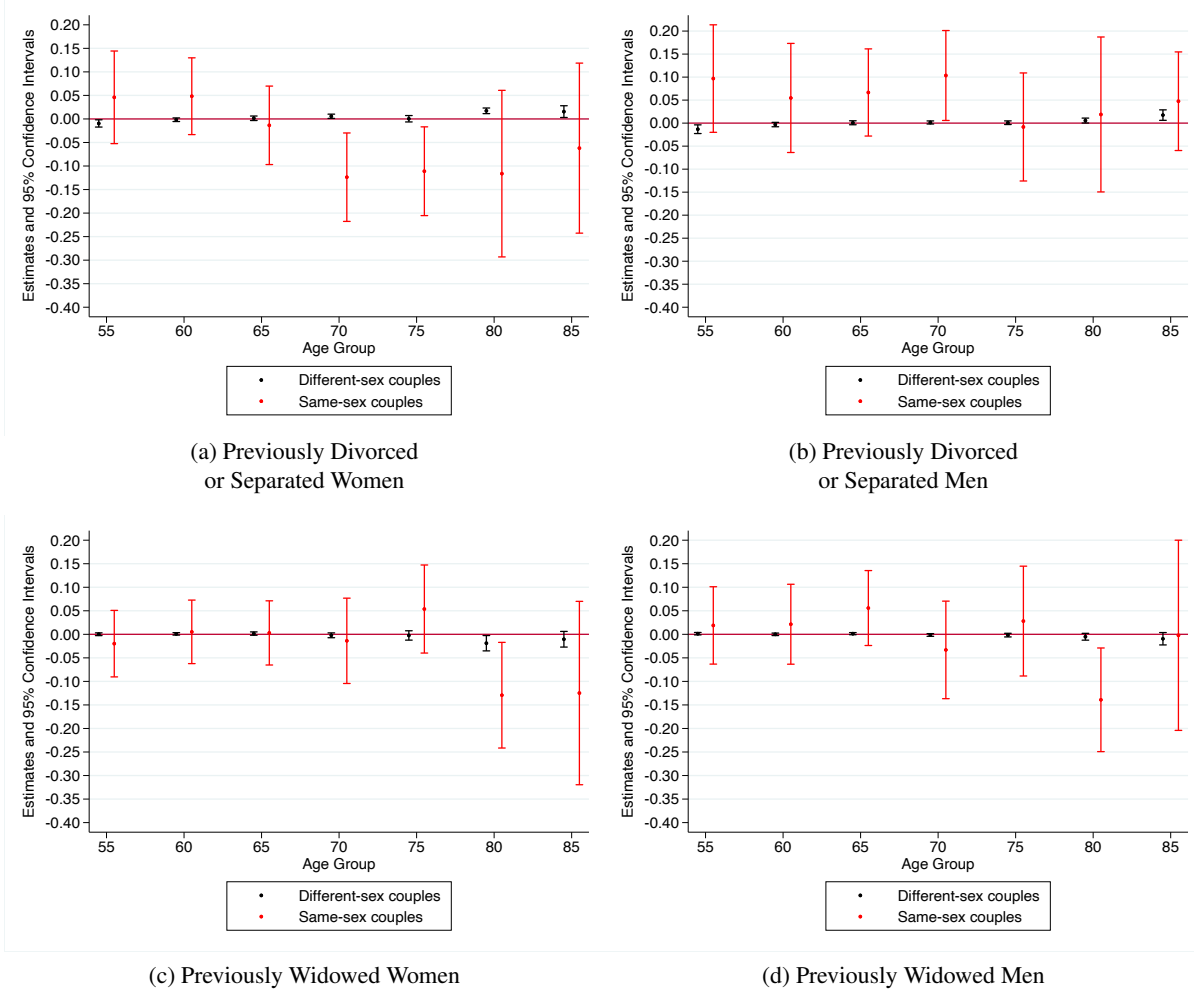 Estimates and 95% Confidence Intervals
0.20
0.15
0.10
0.05
0.00
-0.05
-0.10
-0.15
-0.20
-0.25
-0.30
-0.35
-0.40
55 60 65 70 75 80 85
Age Group
Different-sex couples
Same-sex couples
(a) Previously Divorced
or Separated Women
Estimates and 95% Confidence Intervals
0.20
0.15
0.10
0.05
0.00
-0.05
-0.10
-0.15
-0.20
-0.25
-0.30
-0.35
-0.40
55 60 65 70 75 80 85
Age Group
Different-sex couples
Same-sex couples
(b) Previously Divorced
or Separated Men
Estimates and 95% Confidence Intervals
0.20
0.15
0.10
0.05
0.00
-0.05
-0.10
-0.15
-0.20
-0.25
-0.30
-0.35
-0.40
55 60 65 70 75 80 85
Age Group
Different-sex couples
Same-sex couples
(c) Previously Widowed Women
Estimates and 95% Confidence Intervals
0.20
0.15
0.10
0.05
0.00
-0.05
-0.10
-0.15
-0.20
-0.25
-0.30
-0.35
-0.40
55 60 65 70 75 80 85
Age Group
Different-sex couples
Same-sex couples
(d) Previously Widowed Men